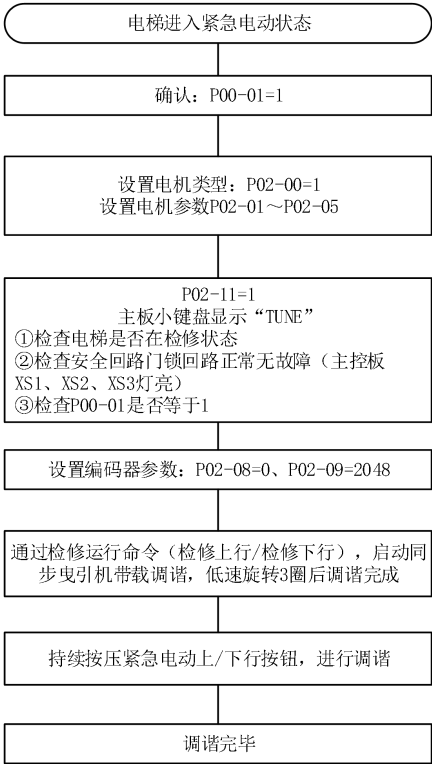 电梯进入紧急电动状态
确认：P00-01=1
设置电机类型：P02-00=1
设置电机参数P02-01～P02-05
P02-11=1
主板小键盘显示“TUNE”
①检查电梯是否在检修状态
②检查安全回路门锁回路正常无故障（主控板
XS1、XS2、XS3灯亮）
③检查P00-01是否等于1
设置编码器参数：P02-08=0、P02-09=2048
通过检修运行命令（检修上行/检修下行），启动同
步曳引机带载调谐，低速旋转3圈后调谐完成
持续按压紧急电动上/下行按钮，进行调谐
调谐完毕